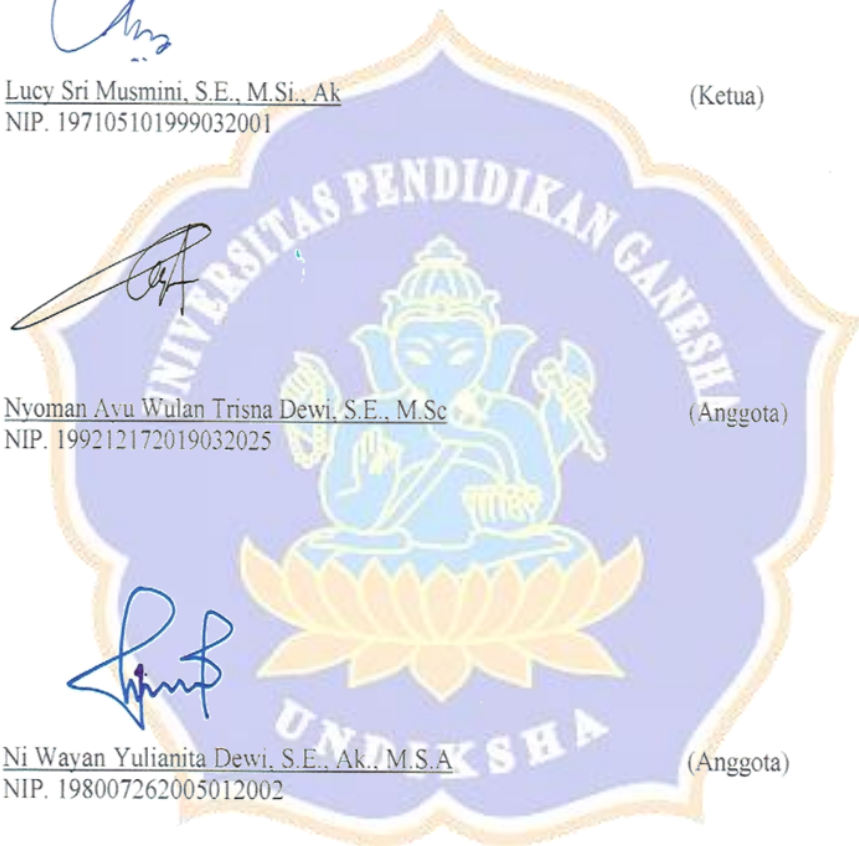 Lucy Sri Musmini, S.E., M.Si., Ak (Ketua)
NIP. 197105101999032001
UNIVERSITAS PENDIDIKAN GANESHA
Nyoman Ayu Wulan Trisna Dewi, S.E., M.Sc (Anggota)
NIP. 199212172019032025
UNDIKSHA
Ni Wayan Yulianita Dewi, S.E., Ak., M.S.A (Anggota)
NIP. 198007262005012002